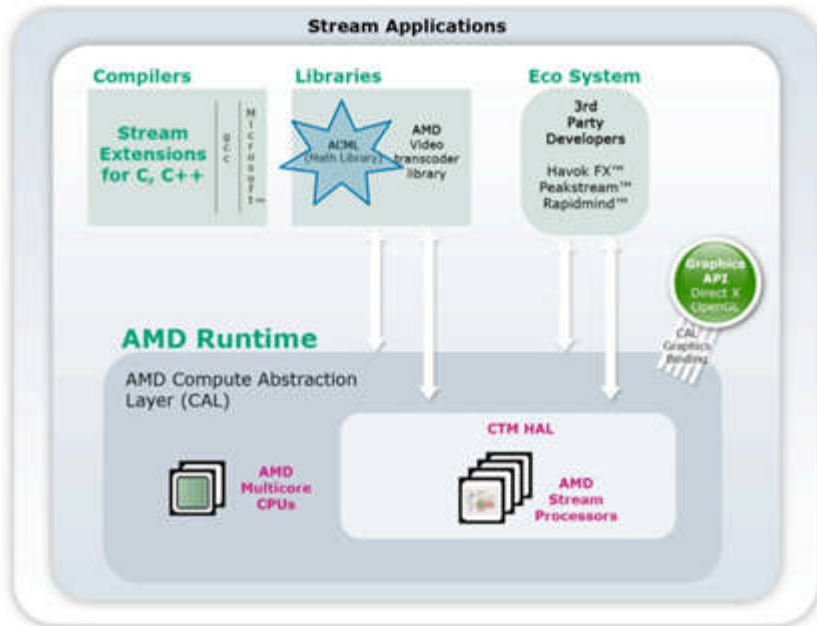 Stream Applications
Compilers
Libraries
Eco System
Stream
Extensions
for C, C++
gcc
Microsoft™
ACML
(Math Library)
AMD
Video
transcoder
library
3rd
Party
Developers
Havok FX™
Peakstream™
Rapidmind™
Graphics
API
Direct X
OpenGL
CAL
Graphics
Binding
AMD Runtime
AMD Compute Abstraction
Layer (CAL)
CTM HAL
AMD
Multicore
CPUs
AMD
Stream
Processors